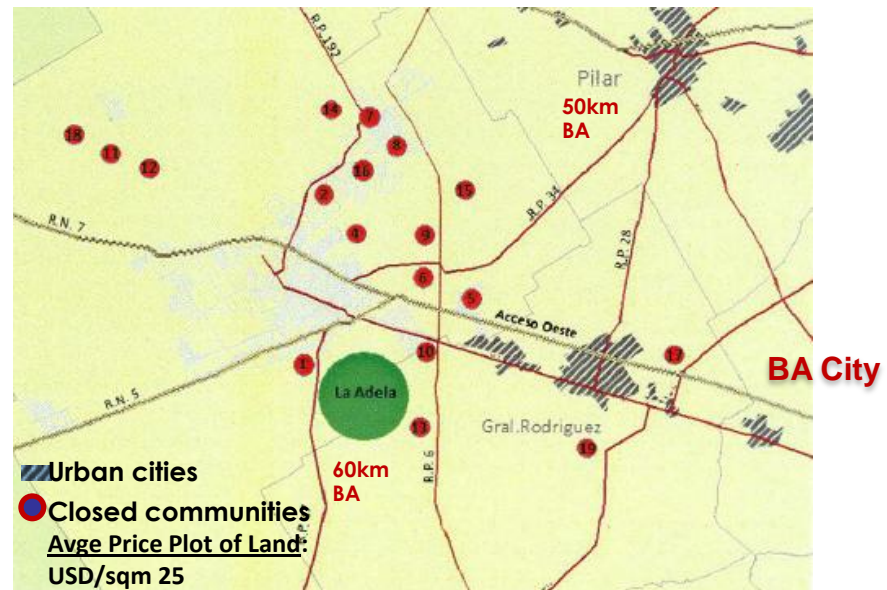 R.P. 192
Pilar
50km
BA
14
7
18
8
11
12
16
15
2
R.P. 34
R.N. 7
4
9
R.P. 28
6
5
Acceso Oeste
10
17
1
BA City
La Adela
R.N. 5
13
Gral.Rodriguez
19
60km
BA
R.P. 6
Urban cities
Closed communities
Avge Price Plot of Land:
USD/sqm 25